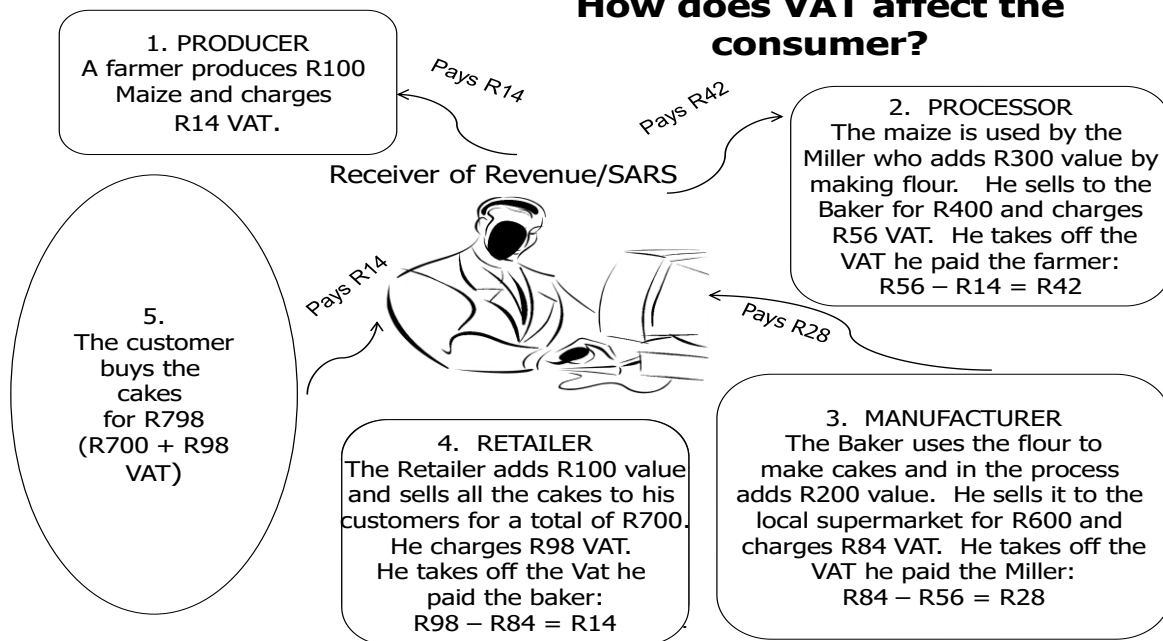 How does VAT affect the
consumer?
1. PRODUCER
A farmer produces R100
Maize and charges
R14 VAT.
Pays R14
Pays R42
2. PROCESSOR
The maize is used by the
Miller who adds R300 value by
making flour. He sells to the
Baker for R400 and charges
R56 VAT. He takes off the
VAT he paid the farmer:
R56 – R14 = R42
Receiver of Revenue/SARS
Pays R14
Pays R28
3. MANUFACTURER
The Baker uses the flour to
make cakes and in the process
adds R200 value. He sells it to the
local supermarket for R600 and
charges R84 VAT. He takes off the
VAT he paid the Miller:
R84 – R56 = R28
4. RETAILER
The Retailer adds R100 value
and sells all the cakes to his
customers for a total of R700.
He charges R98 VAT.
He takes off the Vat he
paid the baker:
R98 – R84 = R14 .
5.
The customer
buys the
cakes
for R798
(R700 + R98
VAT)